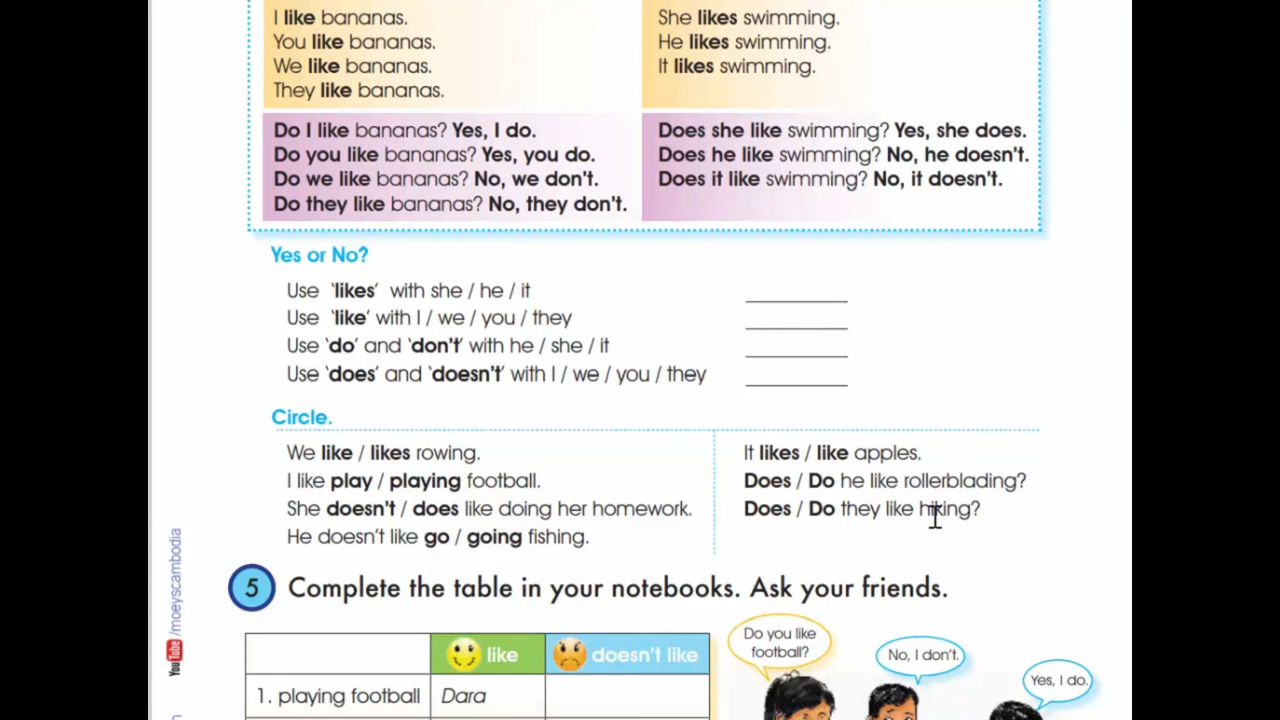 I like bananas.
You like bananas.
We like bananas.
They like bananas.
She likes swimming.
He likes swimming.
It likes swimming.
Do I like bananas? Yes, I do.
Do you like bananas? Yes, you do.
Do we like bananas? No, we don't.
Do they like bananas? No, they don't.
Does she like swimming? Yes, she does.
Does he like swimming? No, he doesn't.
Does it like swimming? No, it doesn't.
Yes or No?
Use 'likes' with she / he / it ________
Use 'like' with I / we / you / they ________
Use 'do' and 'don't' with he / she / it ________
Use 'does' and 'doesn't' with I / we / you / they ________
Circle.
We like / likes rowing.
I like play / playing football.
She doesn't / does like doing her homework.
He doesn't like go / going fishing.
It likes / like apples.
Does / Do he like rollerblading?
Does / Do they like hiking?
5 Complete the table in your notebooks. Ask your friends.
like doesn't like
1. playing football Dara
Do you like
football?
No, I don't.
Yes, I do.
YouTube /moeyscambodia